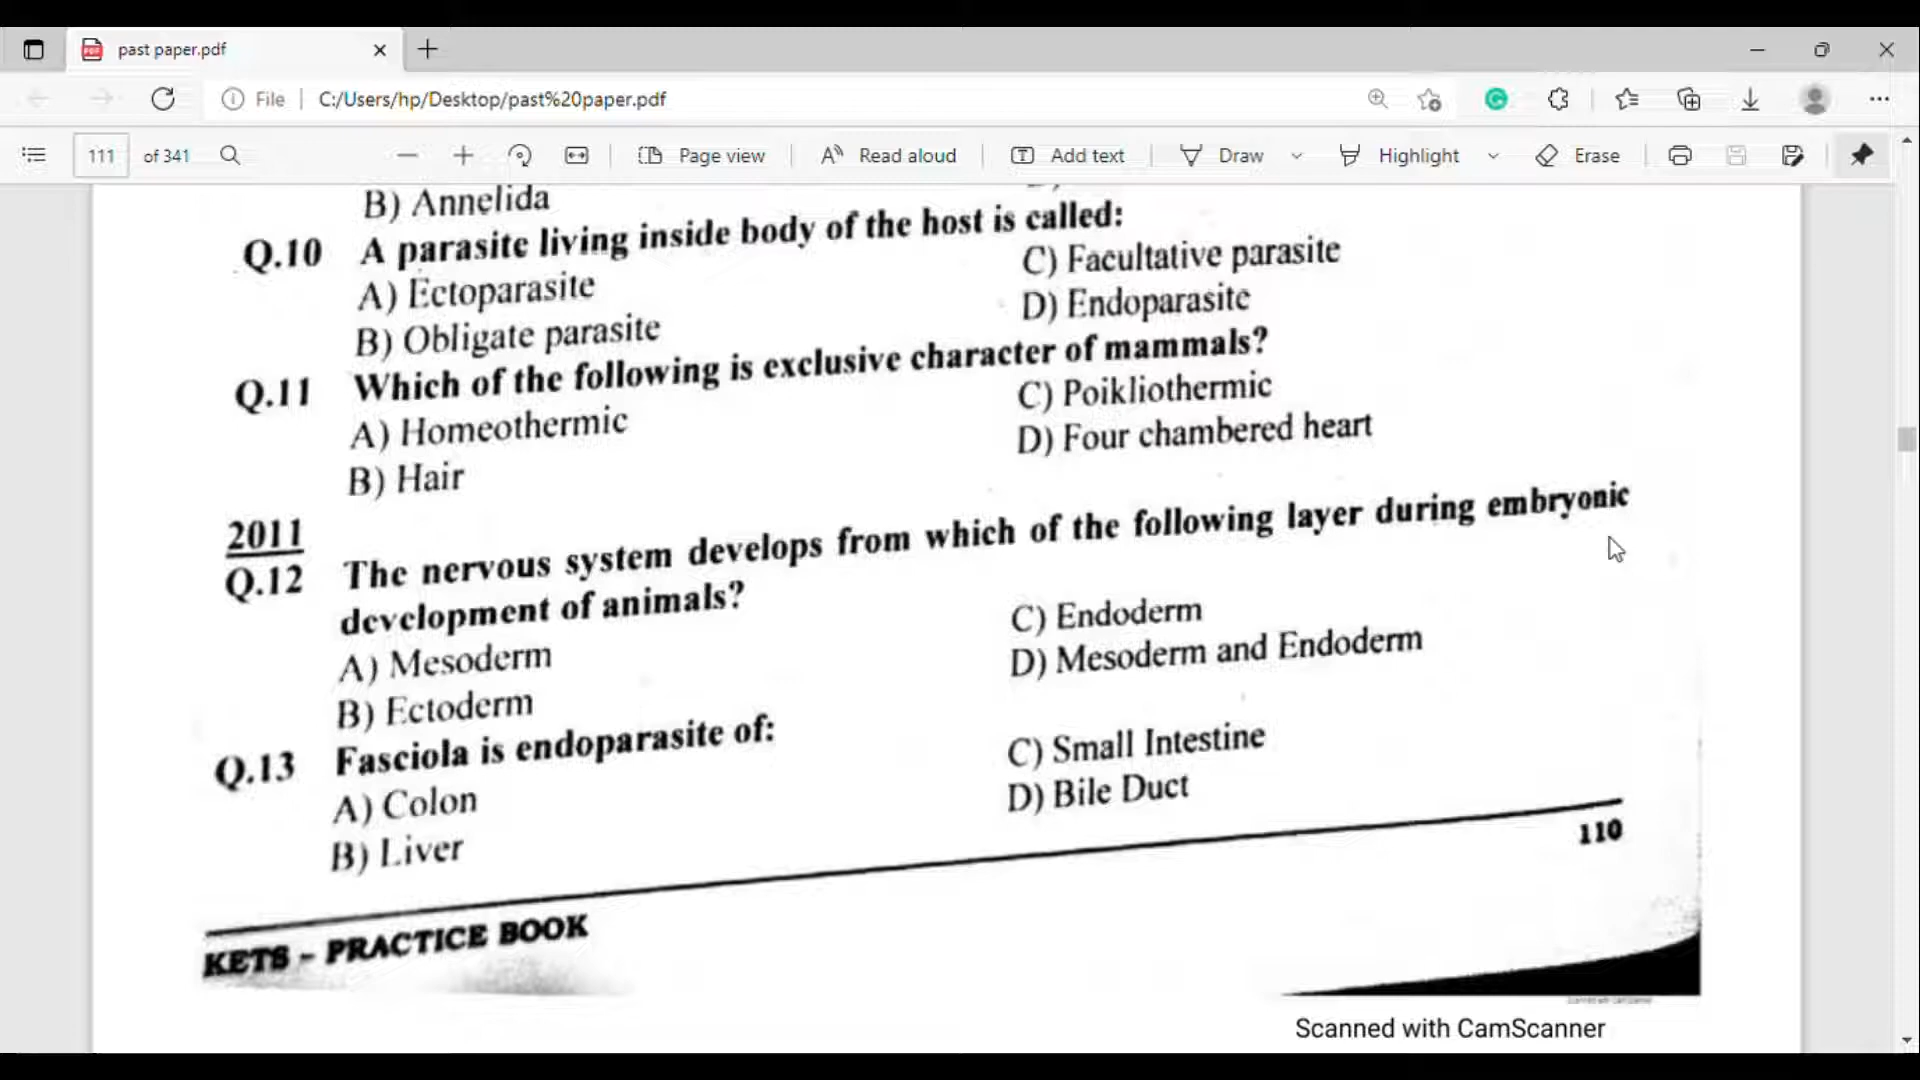 past paper.pdf
File
C:/Users/hp/Desktop/past%20paper.pdf
111 of 341
Page view
Read aloud
Add text
Draw
Highlight
Erase
B) Annelida
Q.10 A parasite living inside body of the host is called:
A) Ectoparasite C) Facultative parasite
B) Obligate parasite D) Endoparasite
Q.11 Which of the following is exclusive character of mammals?
A) Homeothermic C) Poikliothermic
B) Hair D) Four chambered heart
2011
Q.12 The nervous system develops from which of the following layer during embryonic
development of animals?
A) Mesoderm C) Endoderm
B) Ectoderm D) Mesoderm and Endoderm
Q.13 Fasciola is endoparasite of:
A) Colon C) Small Intestine
B) Liver D) Bile Duct
110
KETS - PRACTICE BOOK
Scanned with CamScanner